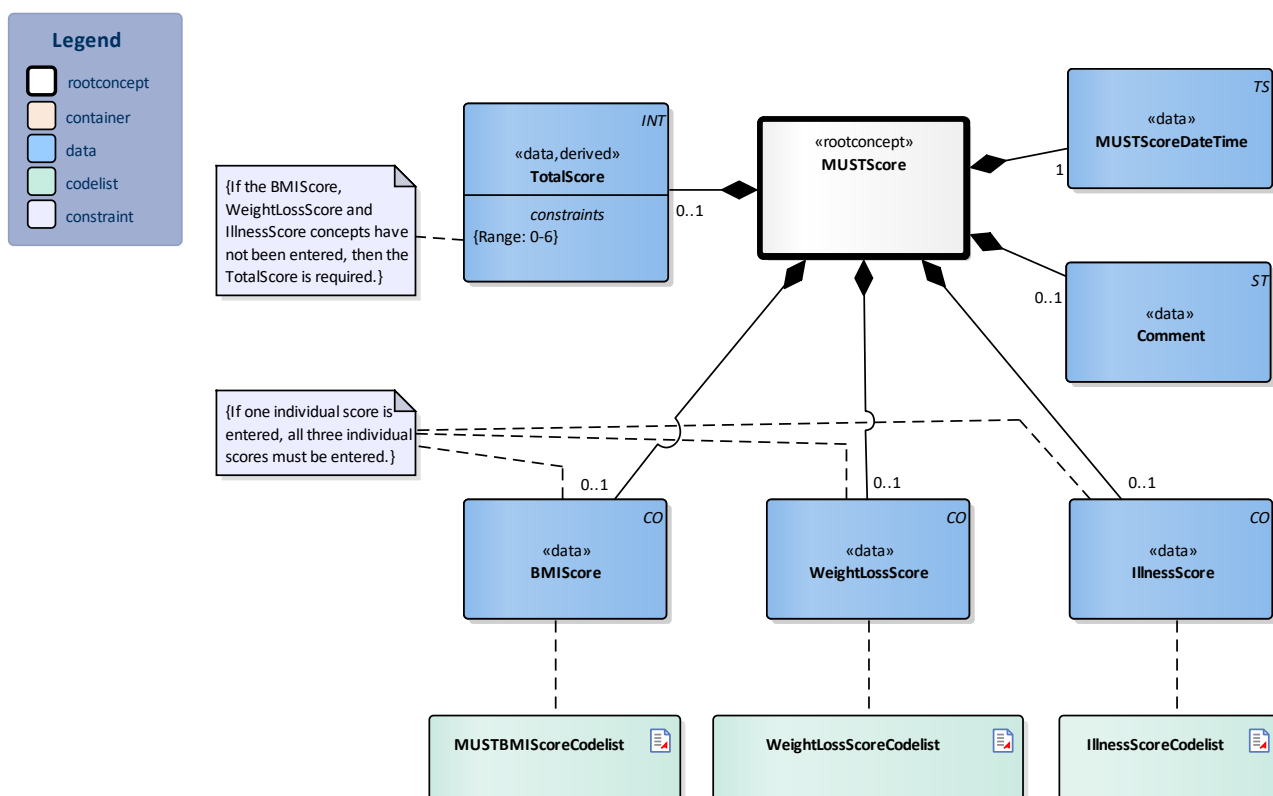 Legend
rootconcept
container
data
codelist
constraint
{If the BMIScore,
WeightLossScore and
IllnessScore concepts have
not been entered, then the
TotalScore is required.}
INT
«data,derived»
TotalScore
constraints
{Range: 0-6}
0..1
«rootconcept»
MUSTScore
TS
«data»
MUSTScoreDateTime
1
ST
«data»
Comment
0..1
{If one individual score is
entered, all three individual
scores must be entered.}
0..1
0..1
0..1
CO
«data»
BMIScore
CO
«data»
WeightLossScore
CO
«data»
IllnessScore
MUSTBMIScoreCodelist
WeightLossScoreCodelist
IllnessScoreCodelist